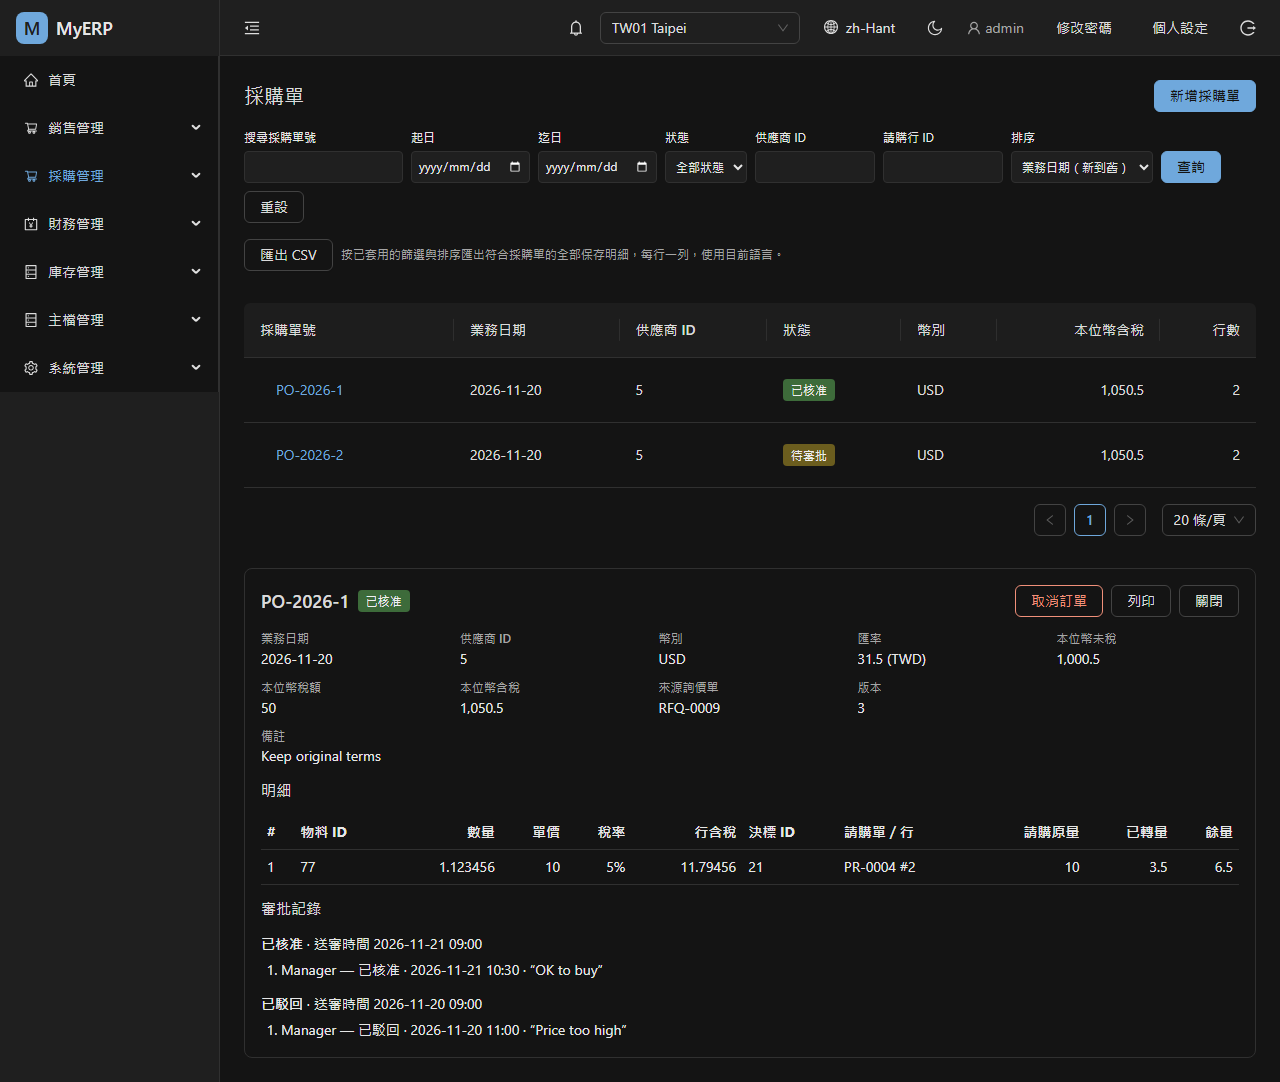 M MyERP
TW01 Taipei
zh-Hant
admin
修改密碼
個人設定
首頁
銷售管理
採購管理
財務管理
庫存管理
主檔管理
系統管理
採購單
新增採購單
搜尋採購單號 起日 迄日 狀態 供應商 ID 請購行 ID 排序
yyyy/mm/dd yyyy/mm/dd 全部狀態 業務日期（新到舊） 查詢
重設
匯出 CSV 按已套用的篩選與排序匯出符合採購單的全部保存明細，每行一列，使用目前語言。
採購單號 業務日期 供應商 ID 狀態 幣別 本位幣含稅 行數
PO-2026-1 2026-11-20 5 已核准 USD 1,050.5 2
PO-2026-2 2026-11-20 5 待審批 USD 1,050.5 2
< 1 > 20 條/頁
PO-2026-1 已核准 取消訂單 列印 關閉
業務日期 供應商 ID 幣別 匯率 本位幣未稅
2026-11-20 5 USD 31.5 (TWD) 1,000.5
本位幣稅額 本位幣含稅 來源詢價單 版本
50 1,050.5 RFQ-0009 3
備註
Keep original terms
明細
# 物料 ID 數量 單價 稅率 行含稅 決標 ID 請購單 / 行 請購原量 已轉量 餘量
1 77 1.123456 10 5% 11.79456 21 PR-0004 #2 10 3.5 6.5
審批記錄
已核准 · 送審時間 2026-11-21 09:00
1. Manager — 已核准 · 2026-11-21 10:30 · “OK to buy”
已駁回 · 送審時間 2026-11-20 09:00
1. Manager — 已駁回 · 2026-11-20 11:00 · “Price too high”